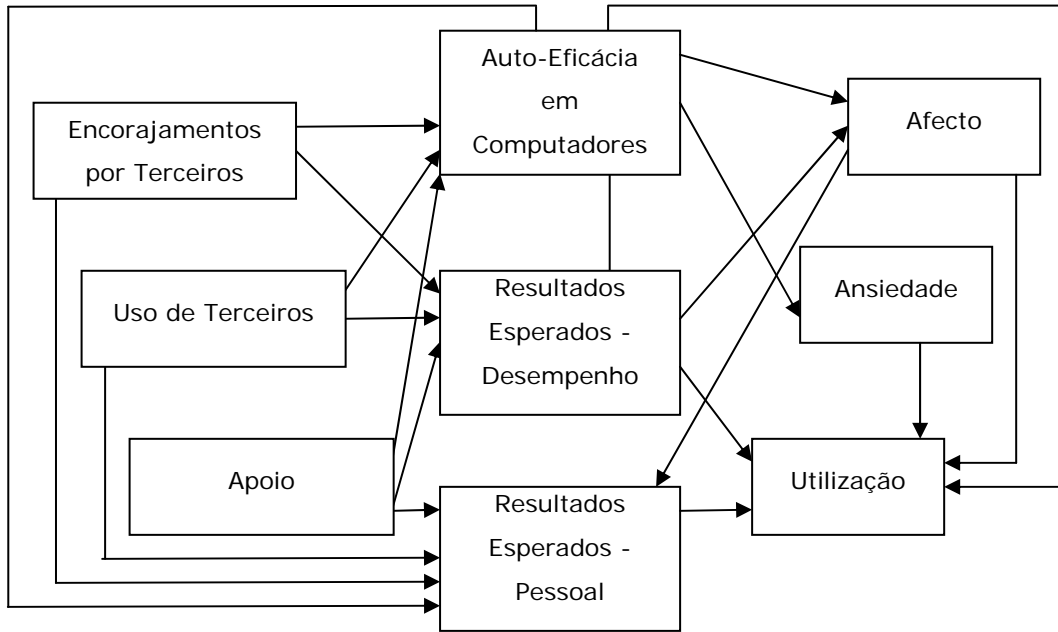 Auto-Eficácia
em
Computadores
Encorajamentos
por Terceiros
Afecto
Uso de Terceiros
Resultados
Esperados -
Desempenho
Ansiedade
Apoio
Resultados
Esperados -
Pessoal
Utilização